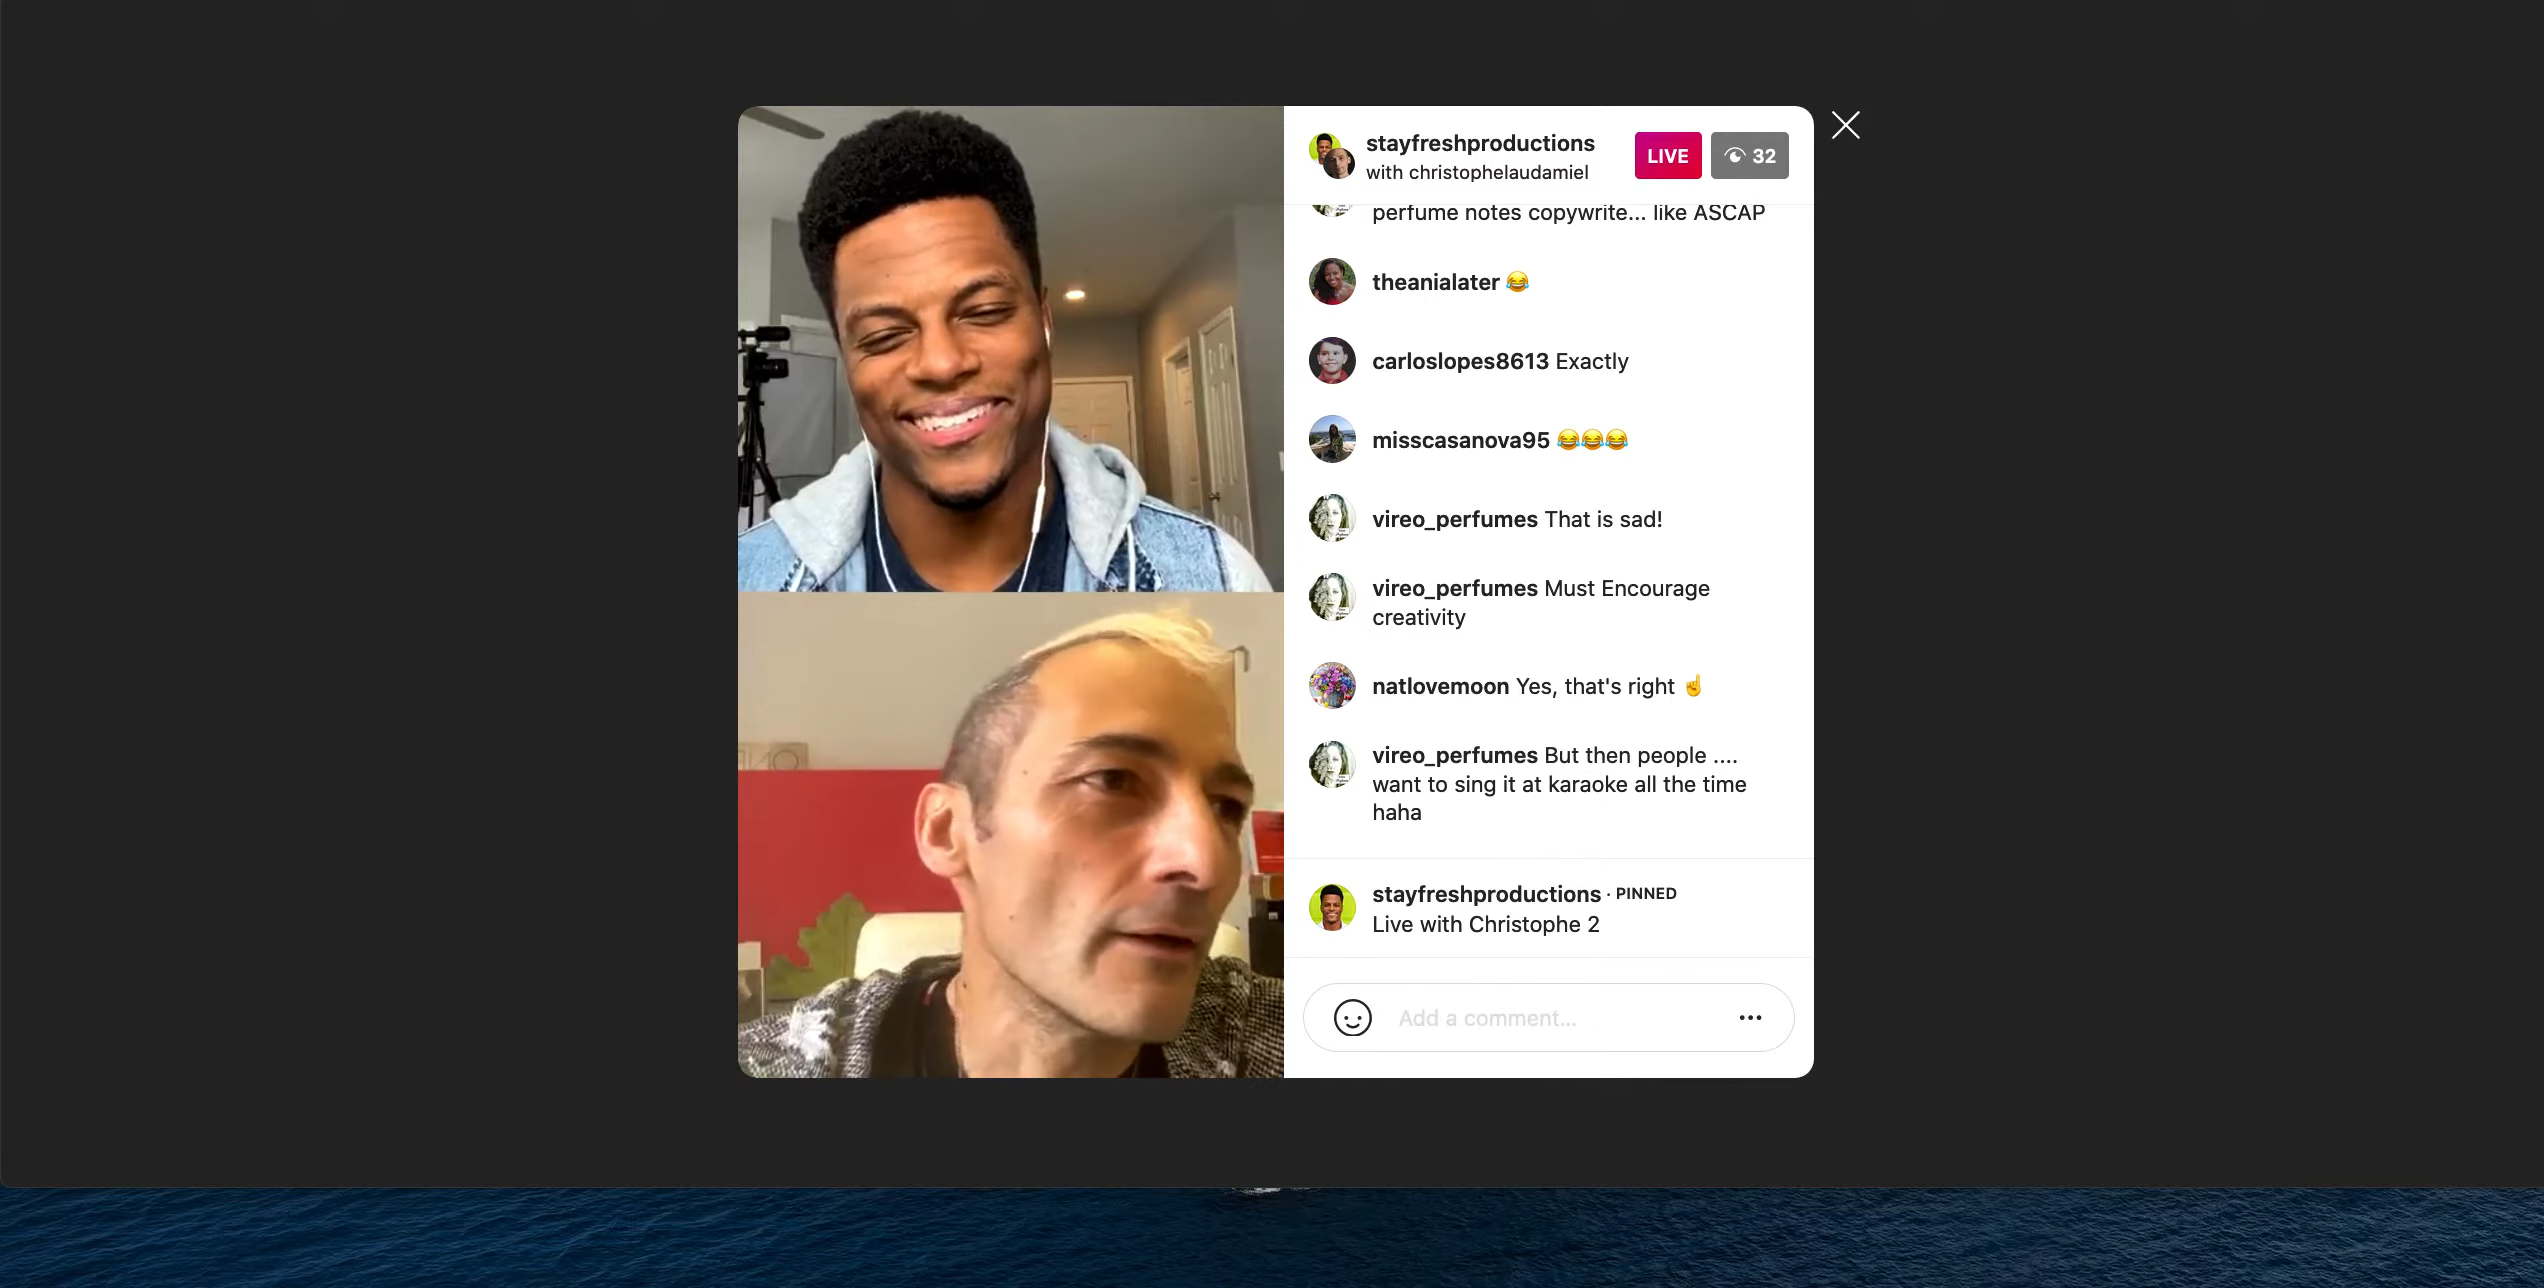 stayfreshproductions
with christophelaudamiel
LIVE
32
perfume notes copywrite... like ASCAP
theanialater 😂
carloslopes8613 Exactly
misscasanova95 😂😂😂
vireo_perfumes That is sad!
vireo_perfumes Must Encourage
creativity
natlovemoon Yes, that's right ☝️
vireo_perfumes But then people ....
want to sing it at karaoke all the time
haha
stayfreshproductions · PINNED
Live with Christophe 2
Add a comment...